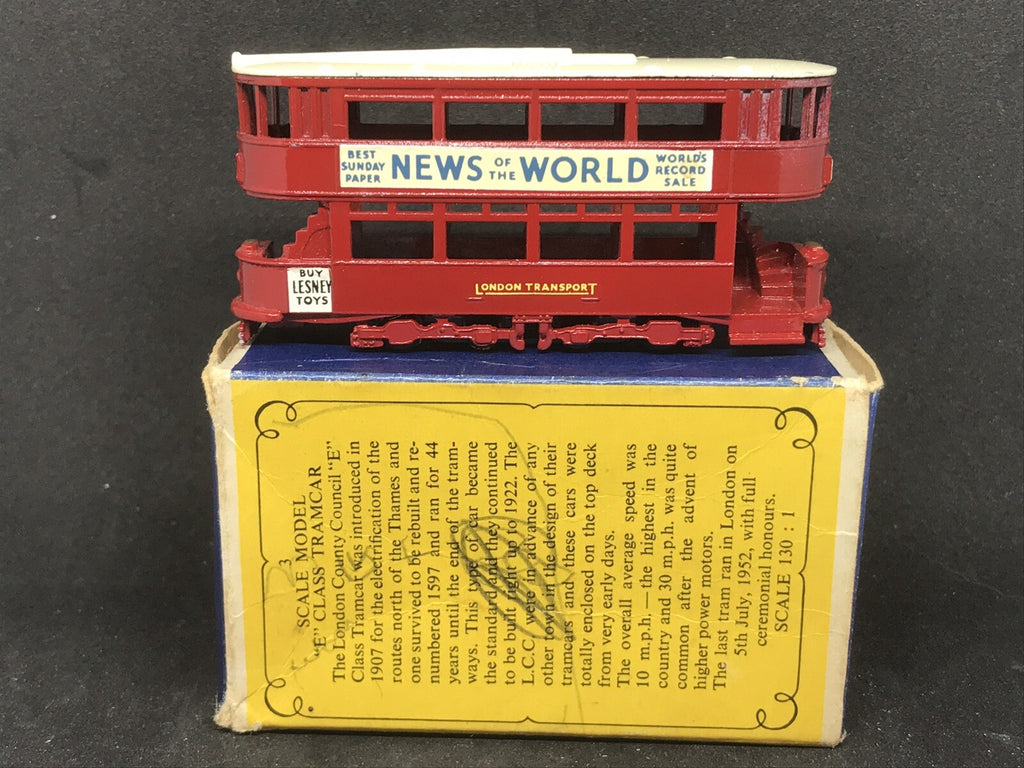 BEST
SUNDAY
PAPER
NEWS OF THE WORLD
WORLD'S
RECORD
SALE
BUY
LESNEY
TOYS
LONDON TRANSPORT
3
SCALE MODEL
"E" CLASS TRAMCAR
The London County Council "E"
Class Tramcar was introduced in
1907 for the electrification of the
routes north of the Thames and
one survived to be rebuilt and re-
numbered 1597 and ran for 44
years until the end of the tram-
ways. This type of car became
the standard and they continued
to be built right up to 1922. The
L.C.C. were in advance of any
other town in the design of their
tramcars and these cars were
totally enclosed on the top deck
from very early days.
The overall average speed was
10 m.p.h. — the highest in the
country and 30 m.p.h. was quite
common after the advent of
higher power motors.
The last tram ran in London on
5th July, 1952, with full
ceremonial honours.
SCALE 130 : 1